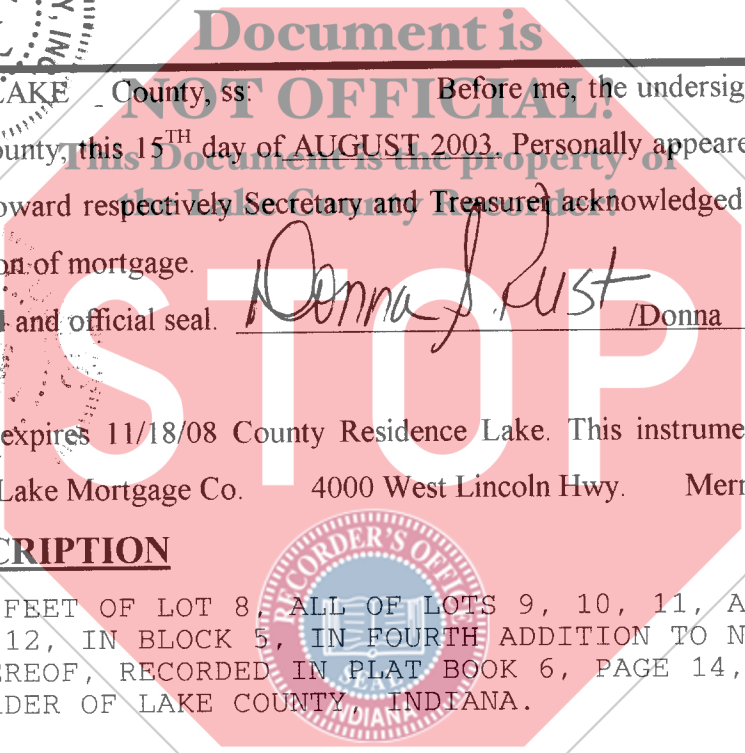 Y, INC
Document is
NOT OFFICIAL!
This Document is the property of
the Lake County Recorder!
STOP
LAKE County, ss: Before me, the undersig
ounty, this 15TH day of AUGUST 2003. Personally appeare
oward respectively Secretary and Treasurer acknowledged
on of mortgage.
and official seal. Donna S. Rust /Donna
expires 11/18/08 County Residence Lake. This instrume
Lake Mortgage Co. 4000 West Lincoln Hwy. Merr
CRIPTION
FEET OF LOT 8, ALL OF LOTS 9, 10, 11, A
12, IN BLOCK 5, IN FOURTH ADDITION TO N
EREOF, RECORDED IN PLAT BOOK 6, PAGE 14,
RDER OF LAKE COUNTY, INDIANA.
RECORDER'S OFFICE
SEAL
INDIANA